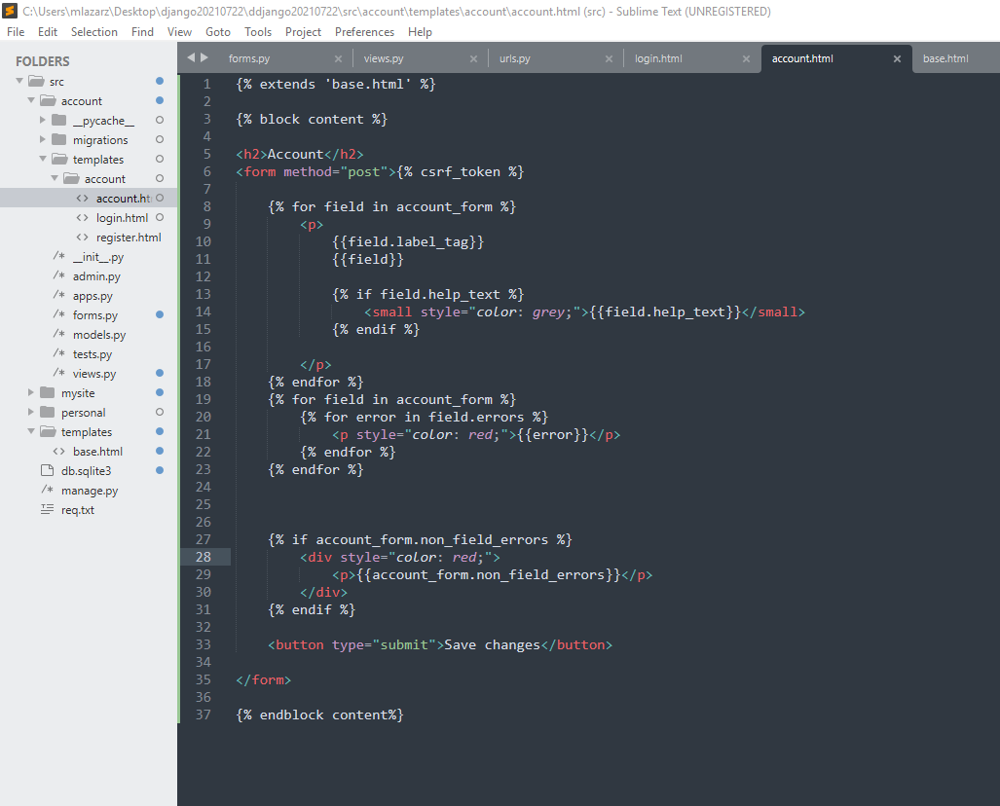 C:\Users\mlazarz\Desktop\django20210722\ddjango20210722\src\account\templates\account\account.html (src) - Sublime Text (UNREGISTERED)
File Edit Selection Find View Goto Tools Project Preferences Help
FOLDERS
src
account
__pycache__
migrations
templates
account
account.ht
login.html
register.html
__init__.py
admin.py
apps.py
forms.py
models.py
tests.py
views.py
mysite
personal
templates
base.html
db.sqlite3
manage.py
req.txt
forms.py × views.py × urls.py × login.html × account.html × base.html
1 {% extends 'base.html' %}
2
3 {% block content %}
4
5 <h2>Account</h2>
6 <form method="post">{% csrf_token %}
7
8 {% for field in account_form %}
9 <p>
10 {{field.label_tag}}
11 {{field}}
12
13 {% if field.help_text %}
14 <small style="color: grey;">{{field.help_text}}</small>
15 {% endif %}
16
17 </p>
18 {% endfor %}
19 {% for field in account_form %}
20 {% for error in field.errors %}
21 <p style="color: red;">{{error}}</p>
22 {% endfor %}
23 {% endfor %}
24
25
26
27 {% if account_form.non_field_errors %}
28 <div style="color: red;">
29 <p>{{account_form.non_field_errors}}</p>
30 </div>
31 {% endif %}
32
33 <button type="submit">Save changes</button>
34
35 </form>
36
37 {% endblock content%}